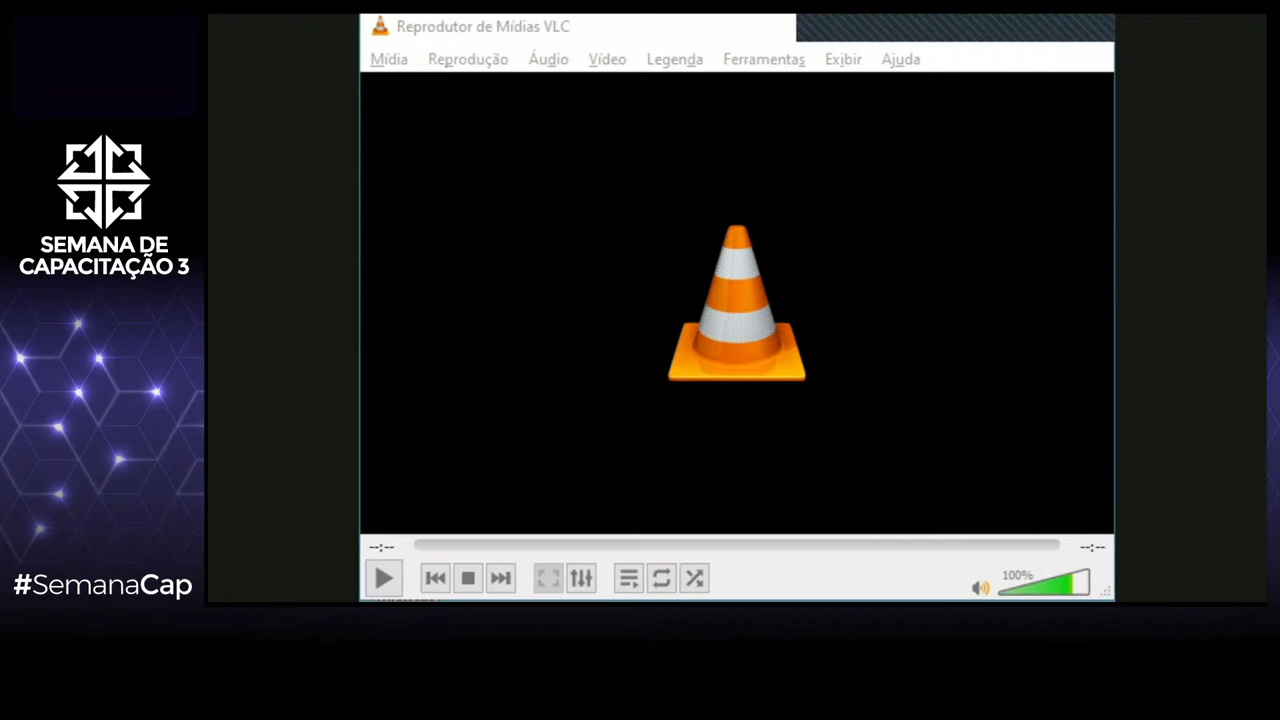 Reprodutor de Mídias VLC
Mídia Reprodução Áudio Vídeo Legenda Ferramentas Exibir Ajuda
SEMANA DE
CAPACITAÇÃO 3
#SemanaCap
--:-- --:--
100%